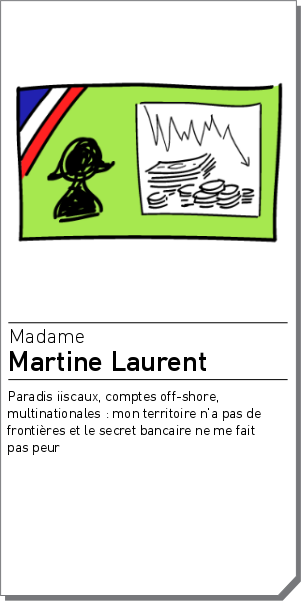 Madame
Martine Laurent
Paradis iiscaux, comptes off-shore,
multinationales : mon territoire n'a pas de
frontières et le secret bancaire ne me fait
pas peur